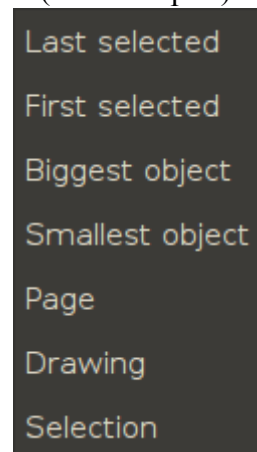 Last selected
First selected
Biggest object
Smallest object
Page
Drawing
Selection